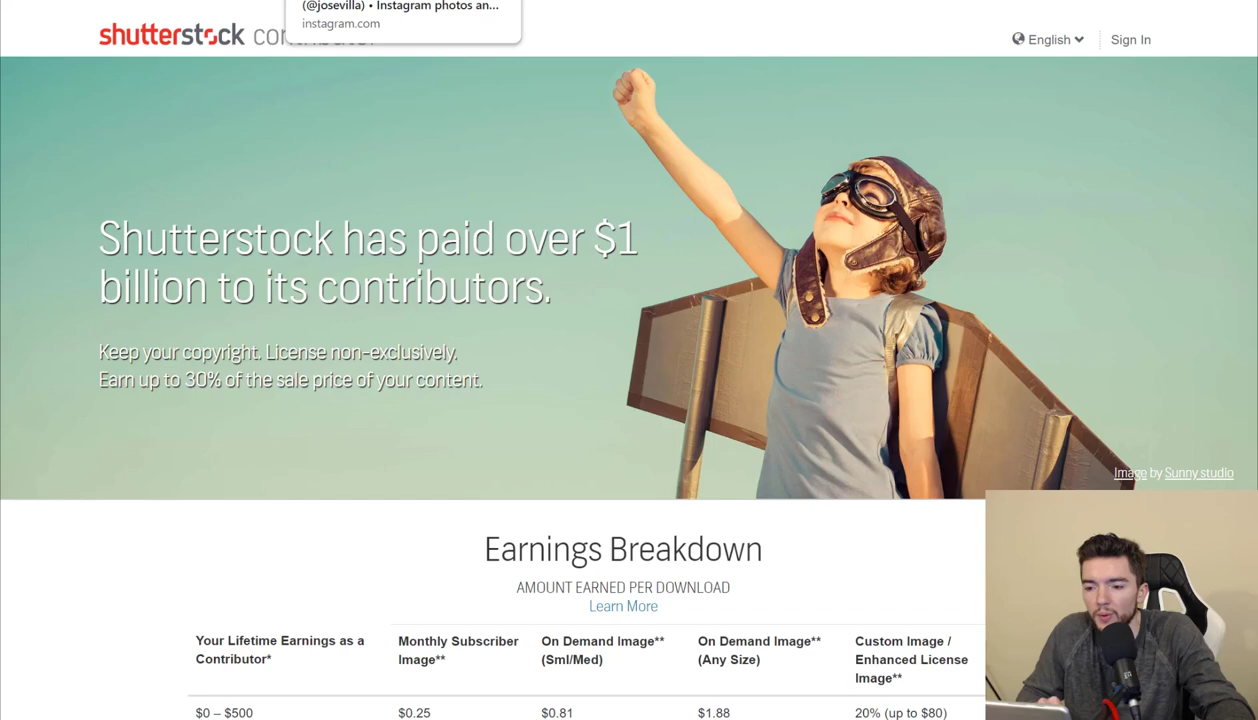 (@josevilla) • Instagram photos an...
instagram.com
shutterstock
English
Sign In
Shutterstock has paid over $1
billion to its contributors.
Keep your copyright. License non-exclusively.
Earn up to 30% of the sale price of your content.
Image by Sunny studio
Earnings Breakdown
AMOUNT EARNED PER DOWNLOAD
Learn More
Your Lifetime Earnings as a
Contributor*
Monthly Subscriber
Image**
On Demand Image**
(Sml/Med)
On Demand Image**
(Any Size)
Custom Image /
Enhanced License
Image**
$0 – $500
$0.25
$0.81
$1.88
20% (up to $80)